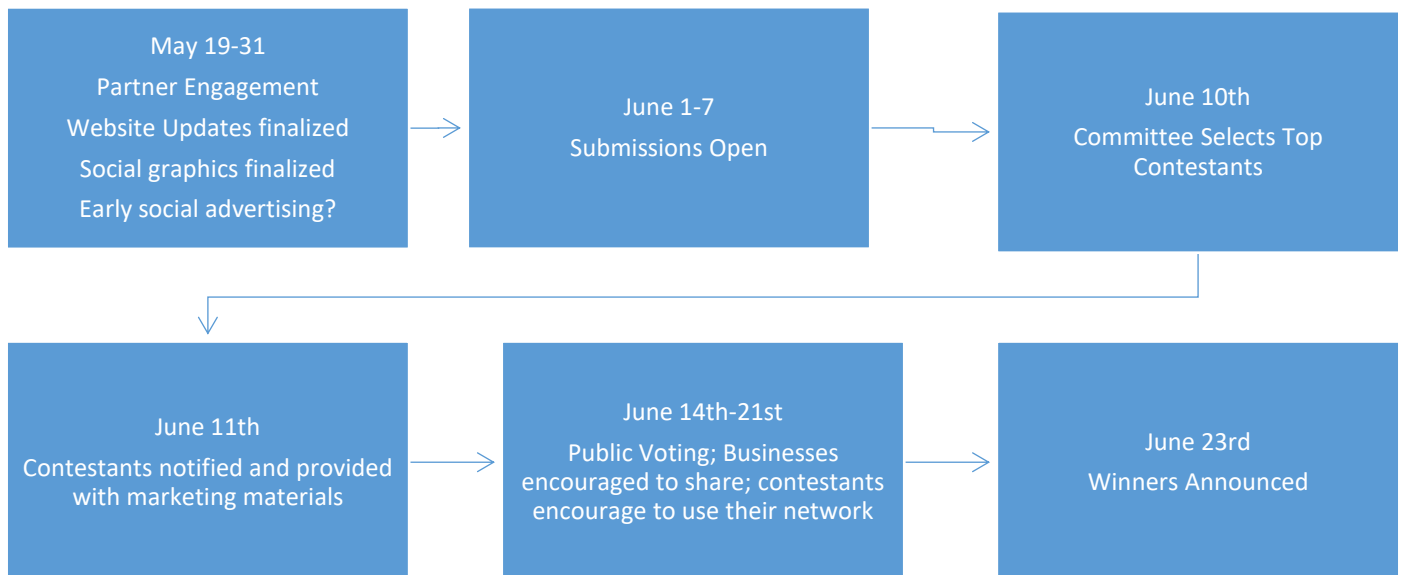 May 19-31
Partner Engagement
Website Updates finalized
Social graphics finalized
Early social advertising?
June 1-7
Submissions Open
June 10th
Committee Selects Top
Contestants
June 11th
Contestants notified and provided
with marketing materials
June 14th-21st
Public Voting; Businesses
encouraged to share; contestants
encourage to use their network
June 23rd
Winners Announced